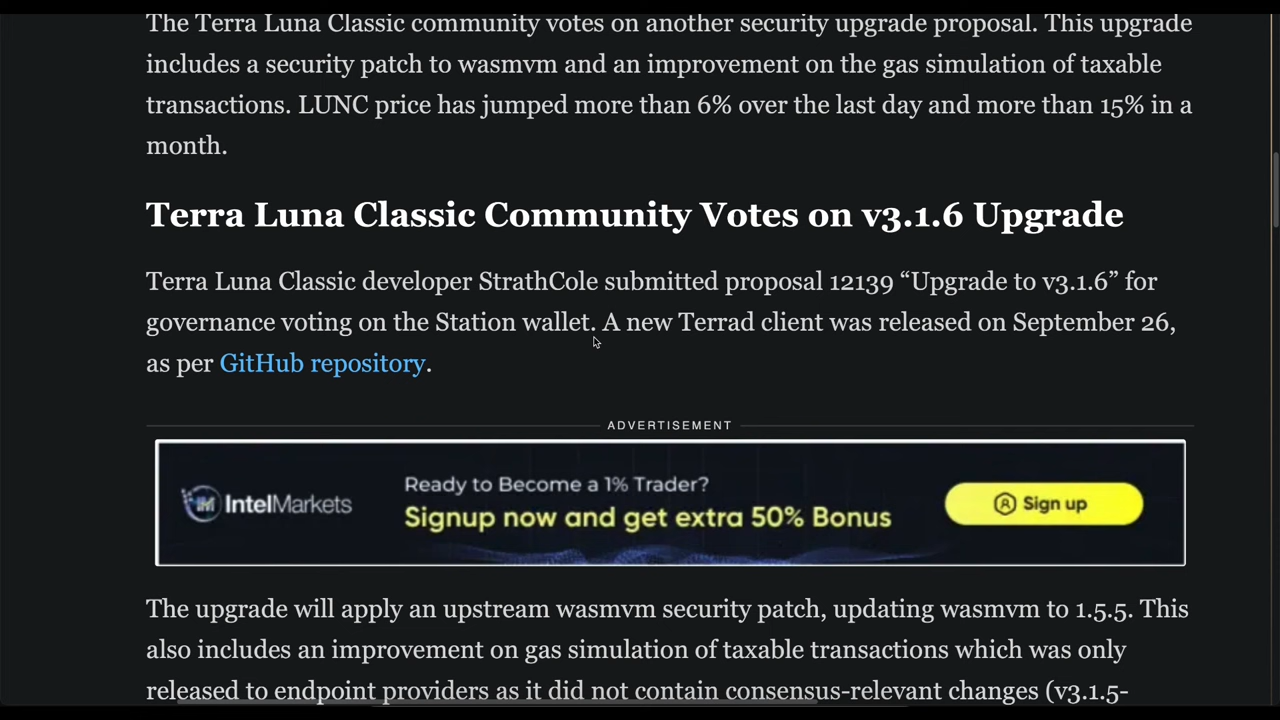 The Terra Luna Classic community votes on another security upgrade proposal. This upgrade
includes a security patch to wasmvm and an improvement on the gas simulation of taxable
transactions. LUNC price has jumped more than 6% over the last day and more than 15% in a
month.
Terra Luna Classic Community Votes on v3.1.6 Upgrade
Terra Luna Classic developer StrathCole submitted proposal 12139 “Upgrade to v3.1.6” for
governance voting on the Station wallet. A new Terrad client was released on September 26,
as per GitHub repository.
ADVERTISEMENT
IntelMarkets
Ready to Become a 1% Trader?
Signup now and get extra 50% Bonus
Sign up
The upgrade will apply an upstream wasmvm security patch, updating wasmvm to 1.5.5. This
also includes an improvement on gas simulation of taxable transactions which was only
released to endpoint providers as it did not contain consensus-relevant changes (v3.1.5-